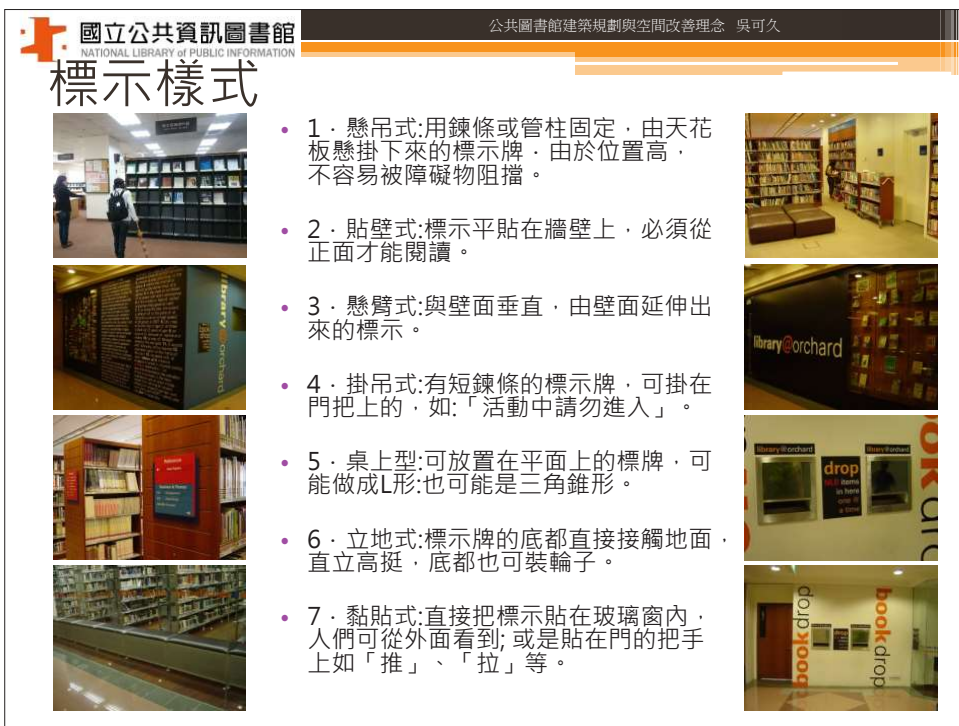 國立公共資訊圖書館
NATIONAL LIBRARY of PUBLIC INFORMATION
公共圖書館建築規劃與空間改善理念 吳可久
標示樣式
• 1．懸吊式:用鍊條或管柱固定，由天花
板懸掛下來的標示牌．由於位置高，
不容易被障礙物阻擋。
• 2．貼壁式:標示平貼在牆壁上，必須從
正面才能閱讀。
• 3．懸臂式:與壁面垂直，由壁面延伸出
來的標示。
• 4．掛吊式:有短鍊條的標示牌，可掛在
門把上的，如:「活動中請勿進入」。
• 5．桌上型:可放置在平面上的標牌，可
能做成L形:也可能是三角錐形。
• 6．立地式:標示牌的底都直接接觸地面，
直立高挺，底都也可裝輪子。
• 7．黏貼式:直接把標示貼在玻璃窗內，
人們可從外面看到; 或是貼在門的把手
上如「推」、「拉」等。
library@orchard
library@orchard
library@orchard
library@orchard
drop
NLB items
in here
one at
a time
book drop
book drop